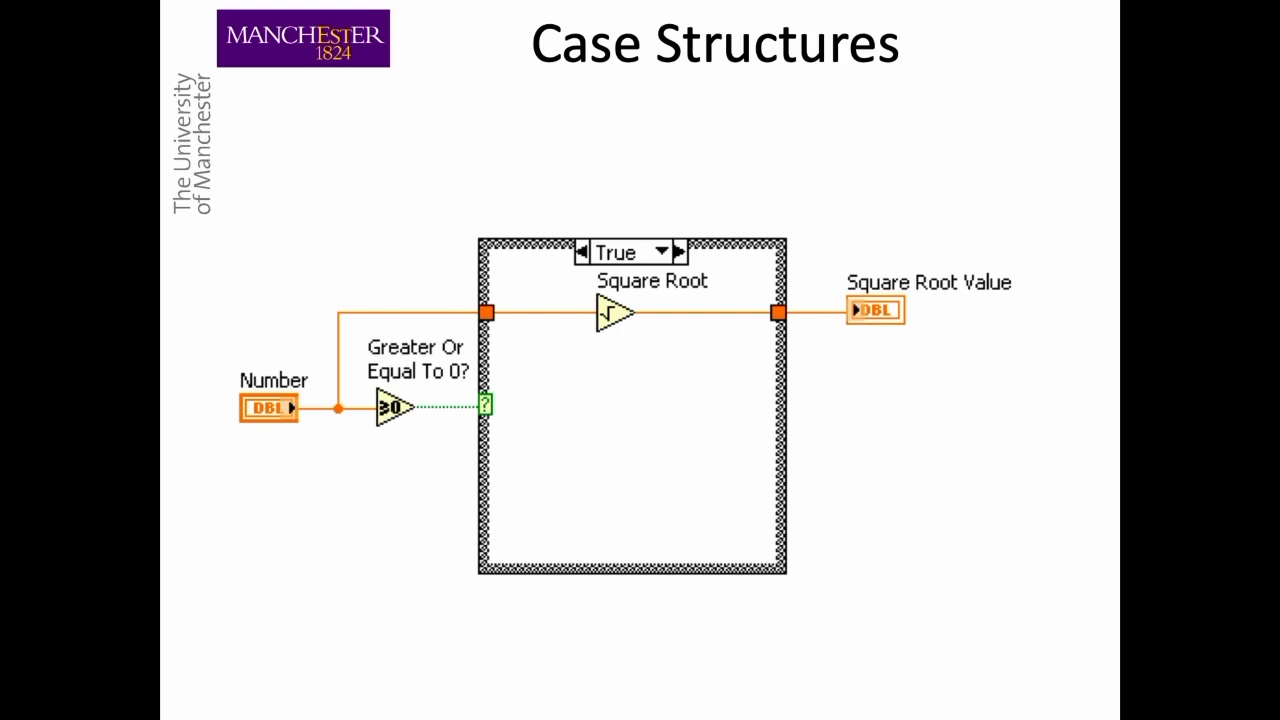 MANCHESTER
1824
The University
of Manchester
Case Structures
True
Square Root
Square Root Value
DBL
Greater Or
Equal To 0?
Number
DBL
≥0
?